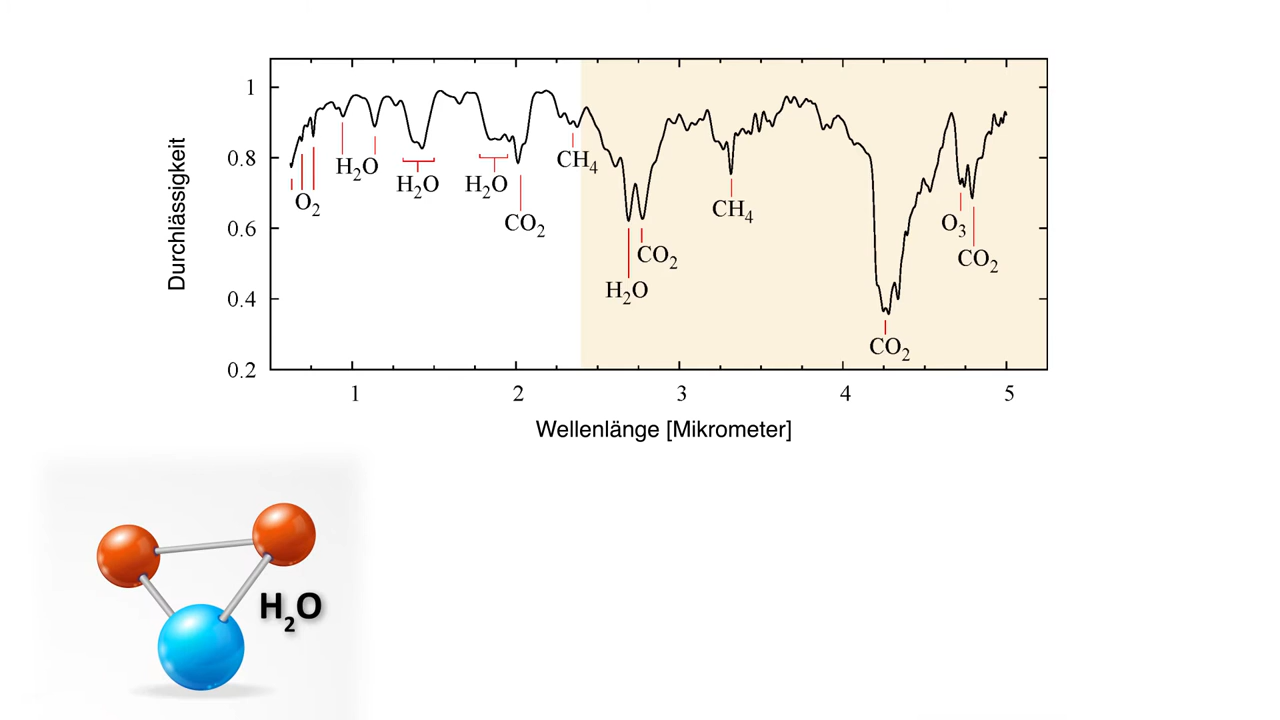 1
0.8
0.6
0.4
0.2
Durchlässigkeit
O₂
H₂O
H₂O
H₂O
CO₂
CH₄
H₂O
CO₂
CH₄
CO₂
O₃
CO₂
1 2 3 4 5
Wellenlänge [Mikrometer]
H₂O